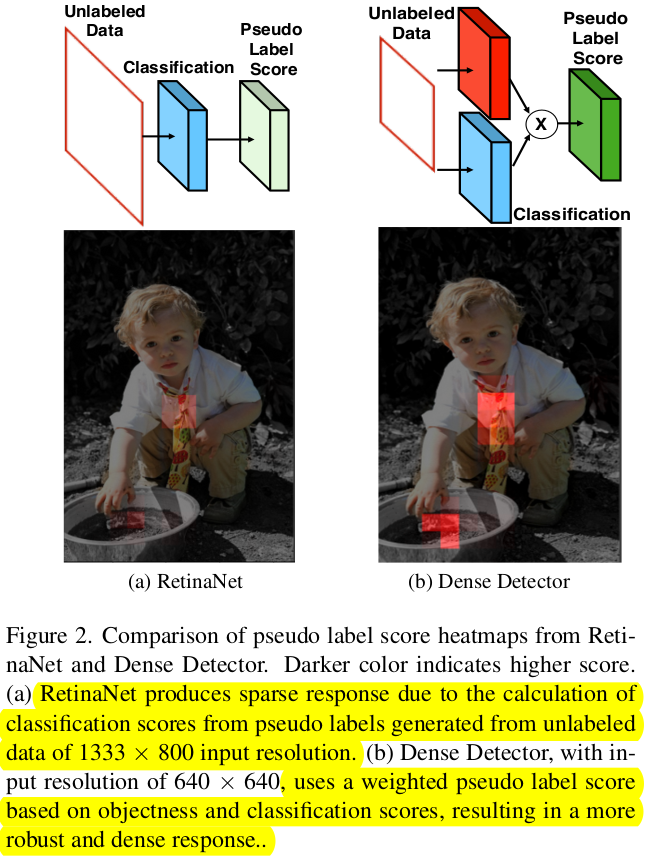 Unlabeled
Data
Classification
Pseudo
Label
Score
Unlabeled
Data
X
Pseudo
Label
Score
Classification
(a) RetinaNet
(b) Dense Detector
Figure 2. Comparison of pseudo label score heatmaps from Reti-
naNet and Dense Detector. Darker color indicates higher score.
(a) RetinaNet produces sparse response due to the calculation of
classification scores from pseudo labels generated from unlabeled
data of 1333 × 800 input resolution. (b) Dense Detector, with in-
put resolution of 640 × 640, uses a weighted pseudo label score
based on objectness and classification scores, resulting in a more
robust and dense response..